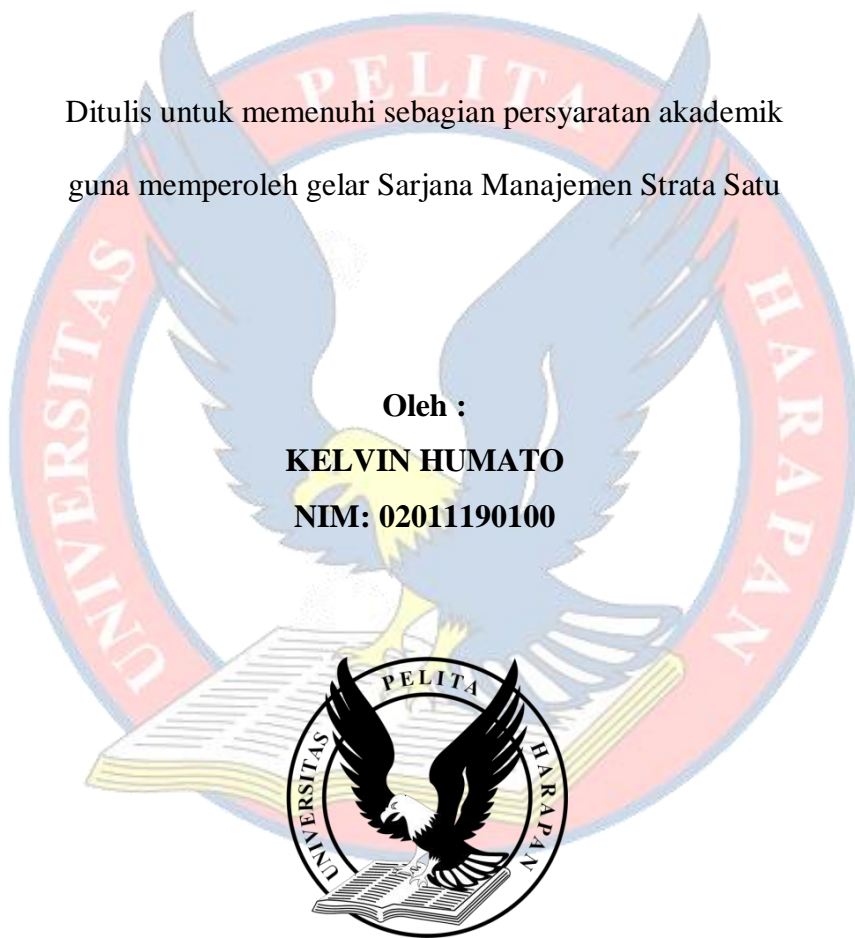 PELITA
Ditulis untuk memenuhi sebagian persyaratan akademik
guna memperoleh gelar Sarjana Manajemen Strata Satu
UNIVERSITAS
HARAPAN
Oleh :
KELVIN HUMATO
NIM: 02011190100
PELITA
UNIVERSITAS
HARAPAN